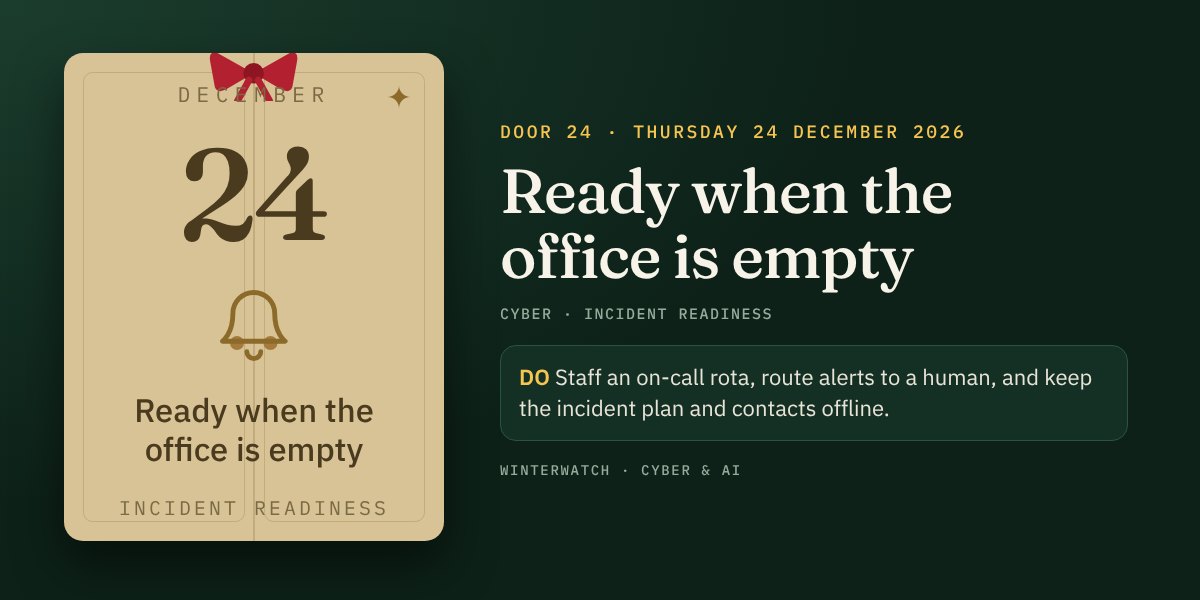 DECEMBER
24
Ready when the
office is empty
INCIDENT READINESS
DOOR 24 · THURSDAY 24 DECEMBER 2026
Ready when the
office is empty
CYBER · INCIDENT READINESS
DO Staff an on-call rota, route alerts to a human, and keep
the incident plan and contacts offline.
WINTERWATCH · CYBER & AI